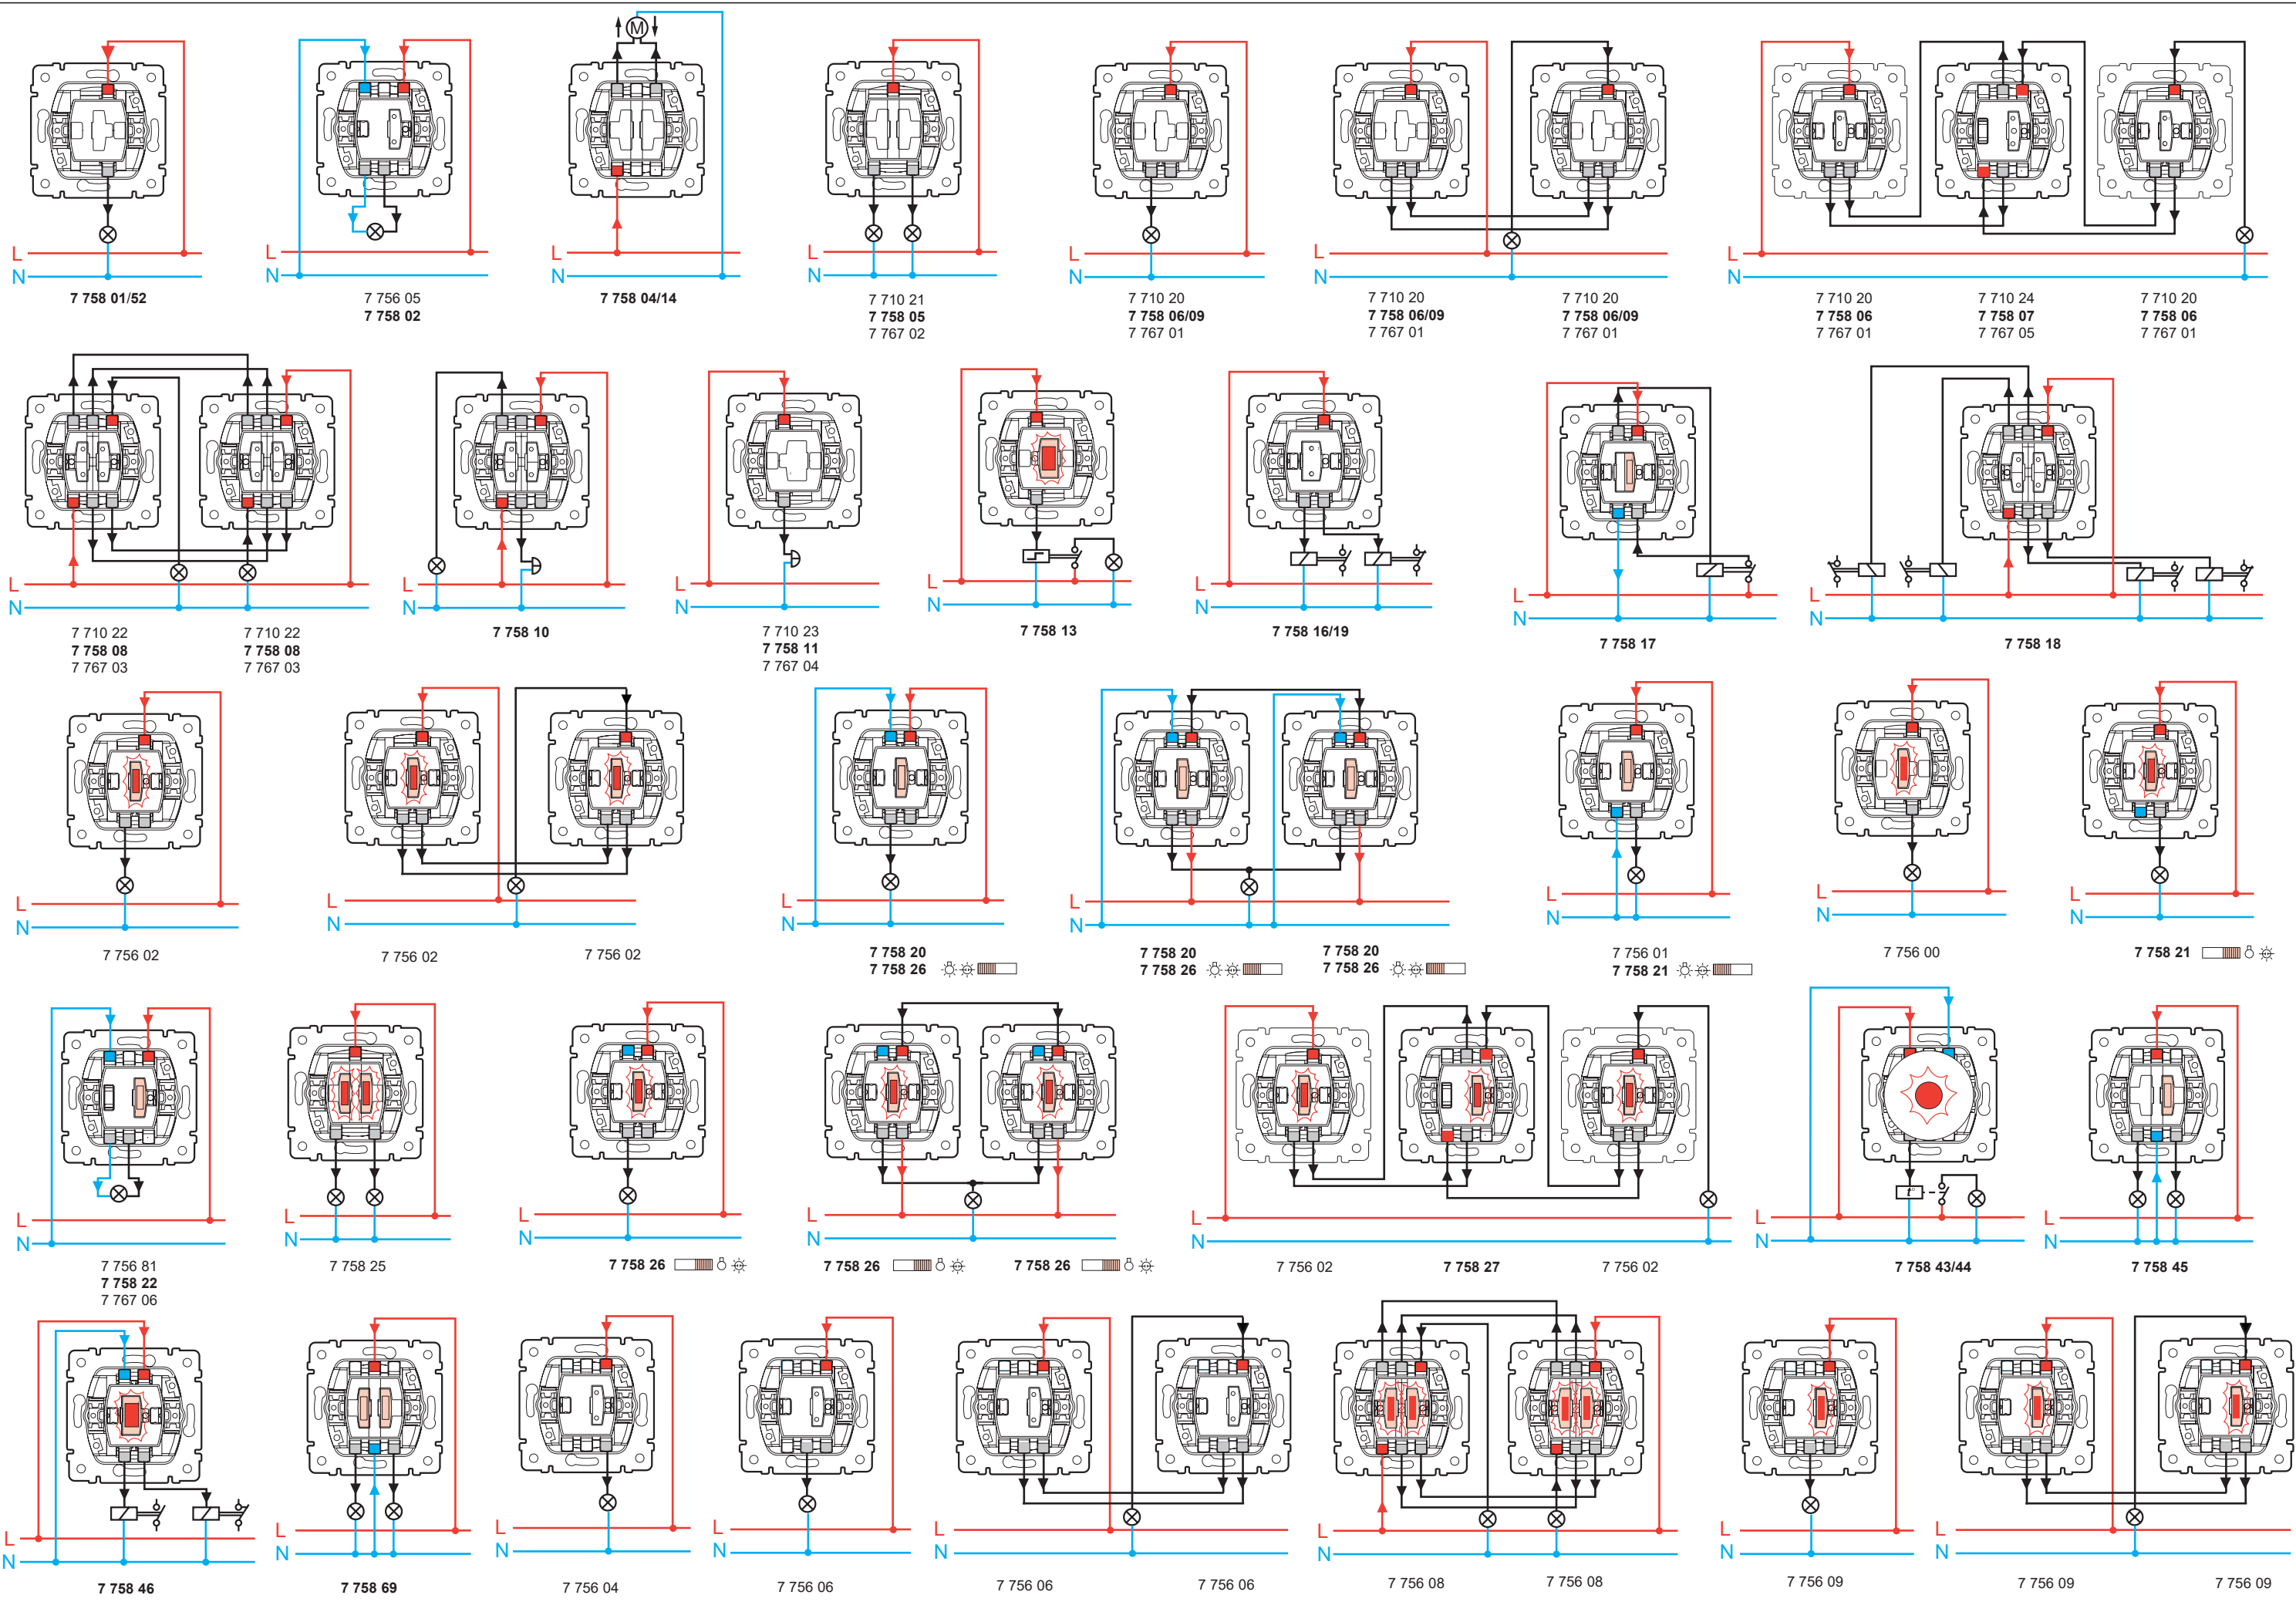 M
L
N
7 758 01/52
L
N
7 756 05
7 758 02
L
N
7 758 04/14
L
N
7 710 21
7 758 05
7 767 02
L
N
7 710 20
7 758 06/09
7 767 01
L
N
7 710 20
7 758 06/09
7 767 01
7 710 20
7 758 06/09
7 767 01
L
N
7 710 20
7 758 06
7 767 01
7 710 24
7 758 07
7 767 05
7 710 20
7 758 06
7 767 01
L
N
7 710 22
7 758 08
7 767 03
7 710 22
7 758 08
7 767 03
L
N
7 758 10
L
N
7 710 23
7 758 11
7 767 04
L
N
7 758 13
L
N
7 758 16/19
L
N
7 758 17
L
N
7 758 18
L
N
7 756 02
L
N
7 756 02
7 756 02
L
N
7 758 20
7 758 26
L
N
7 758 20
7 758 26
7 758 20
7 758 26
L
N
7 756 01
7 758 21
L
N
7 756 00
L
N
7 758 21
L
N
7 756 81
7 758 22
7 767 06
L
N
7 758 25
L
N
7 758 26
L
N
7 758 26
7 758 26
L
N
7 756 02
7 758 27
7 756 02
t°
L
N
7 758 43/44
L
N
7 758 45
L
N
7 758 46
L
N
7 758 69
L
N
7 756 04
L
N
7 756 06
L
N
7 756 06
7 756 06
L
N
7 756 08
7 756 08
L
N
7 756 09
L
N
7 756 09
7 756 09